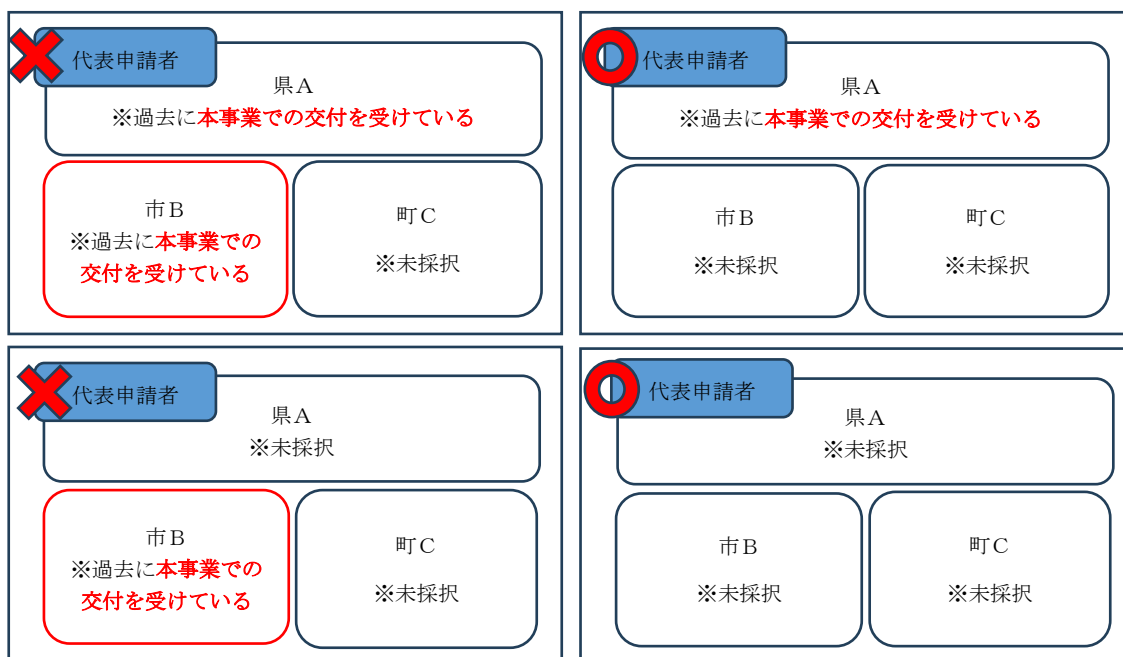 代表申請者
県A
※過去に本事業での交付を受けている
市B
※過去に本事業での
交付を受けている
町C
※未採択
代表申請者
県A
※過去に本事業での交付を受けている
市B
※未採択
町C
※未採択
代表申請者
県A
※未採択
市B
※過去に本事業での
交付を受けている
町C
※未採択
代表申請者
県A
※未採択
市B
※未採択
町C
※未採択